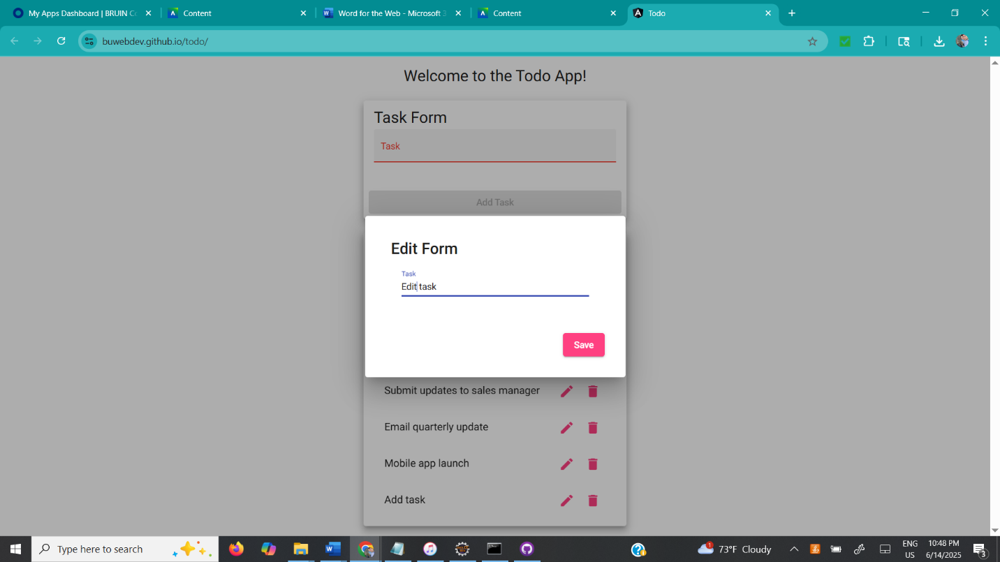 My Apps Dashboard | BRUIN Co
Content
Word for the Web - Microsoft 3
Content
Todo
buwebdev.github.io/todo/
Welcome to the Todo App!
Task Form
Task
Add Task
Edit Form
Task
Edit task
Save
Submit updates to sales manager
Email quarterly update
Mobile app launch
Add task
Type here to search
1
73°F Cloudy
ENG
US
10:48 PM
6/14/2025
3